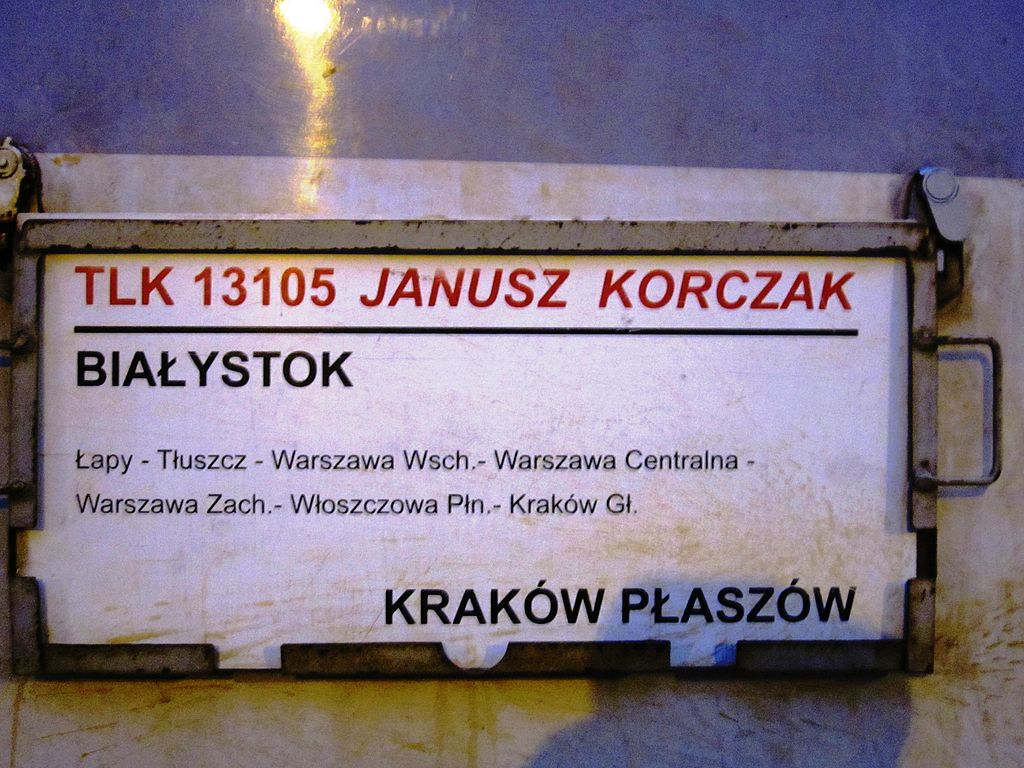 TLK 13105 JANUSZ KORCZAK
BIAŁYSTOK
Łapy - Tłuszcz - Warszawa Wsch.- Warszawa Centralna -
Warszawa Zach.- Włoszczowa Płn.- Kraków Gł.
KRAKÓW PŁASZÓW